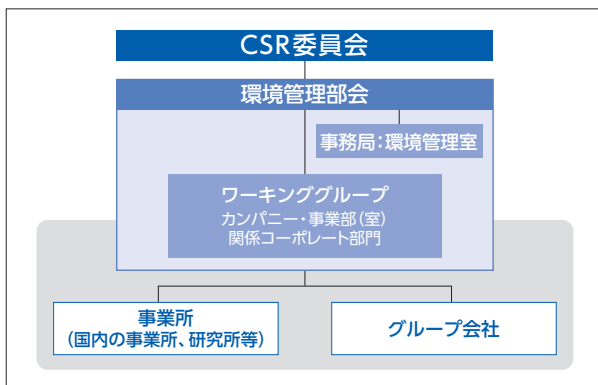 CSR委員会
環境管理部会
事務局:環境管理室
ワーキンググループ
カンパニー・事業部(室)
関係コーポレート部門
事業所
(国内の事業所、研究所等)
グループ会社